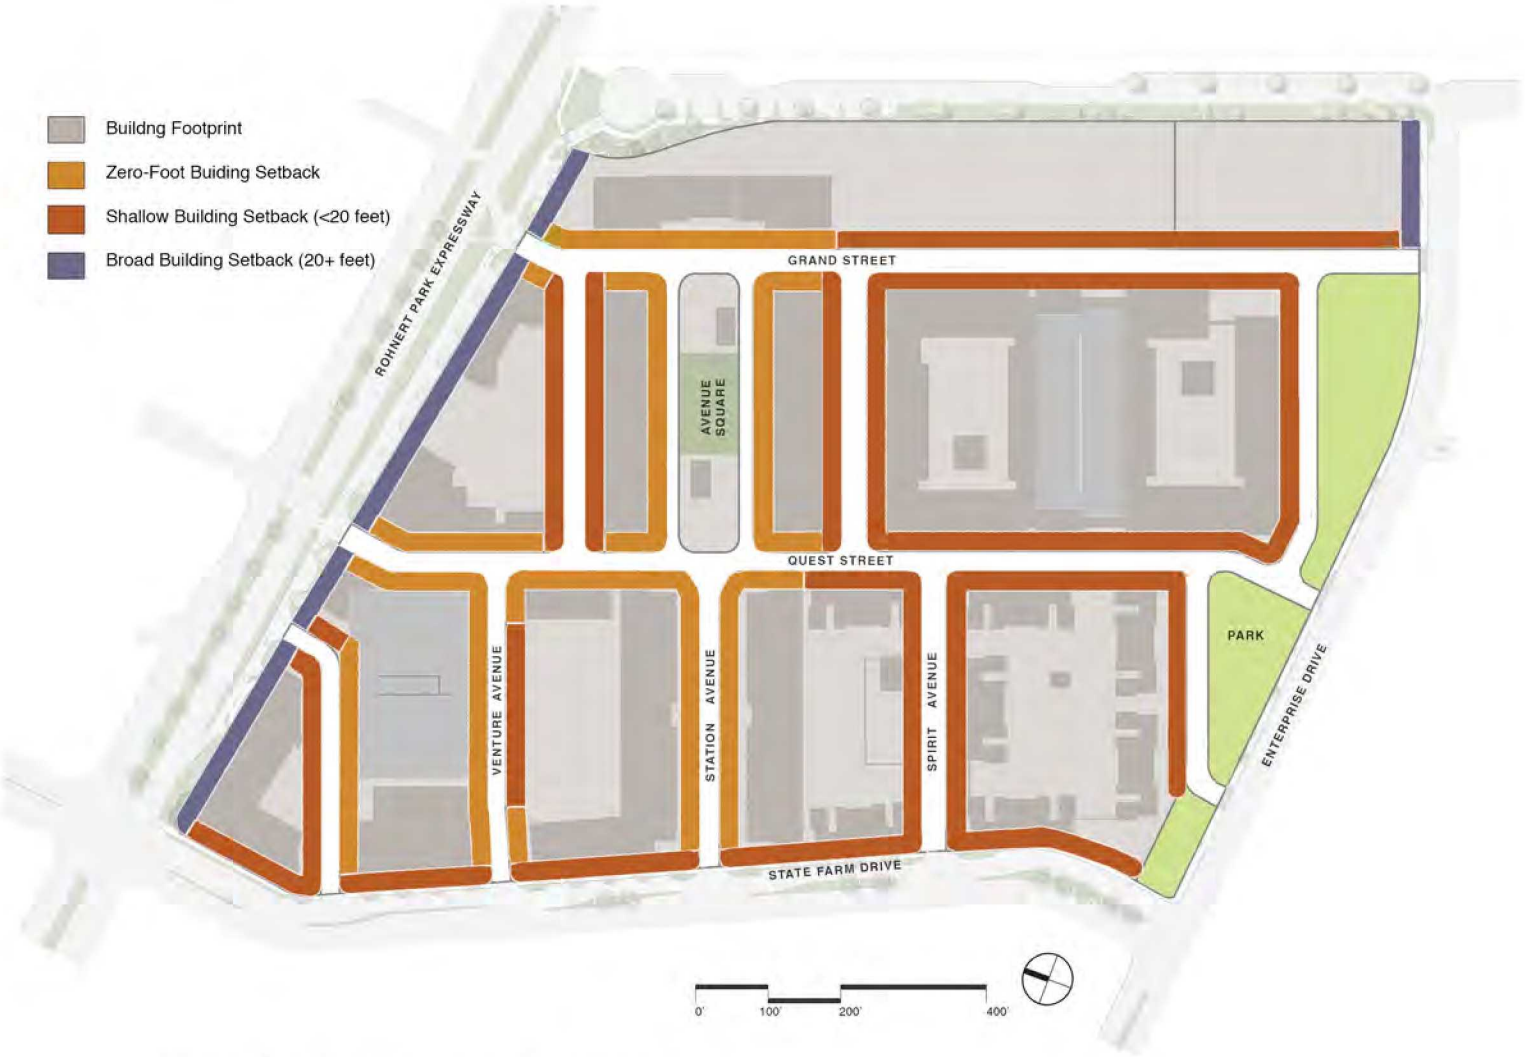 Buildng Footprint
Zero-Foot Buiding Setback
Shallow Building Setback (<20 feet)
Broad Building Setback (20+ feet)
ROHNERT PARK EXPRESSWAY
GRAND STREET
AVENUE
SQUARE
QUEST STREET
PARK
VENTURE AVENUE
STATION AVENUE
SPIRIT AVENUE
ENTERPRISE DRIVE
STATE FARM DRIVE
0' 100' 200' 400'